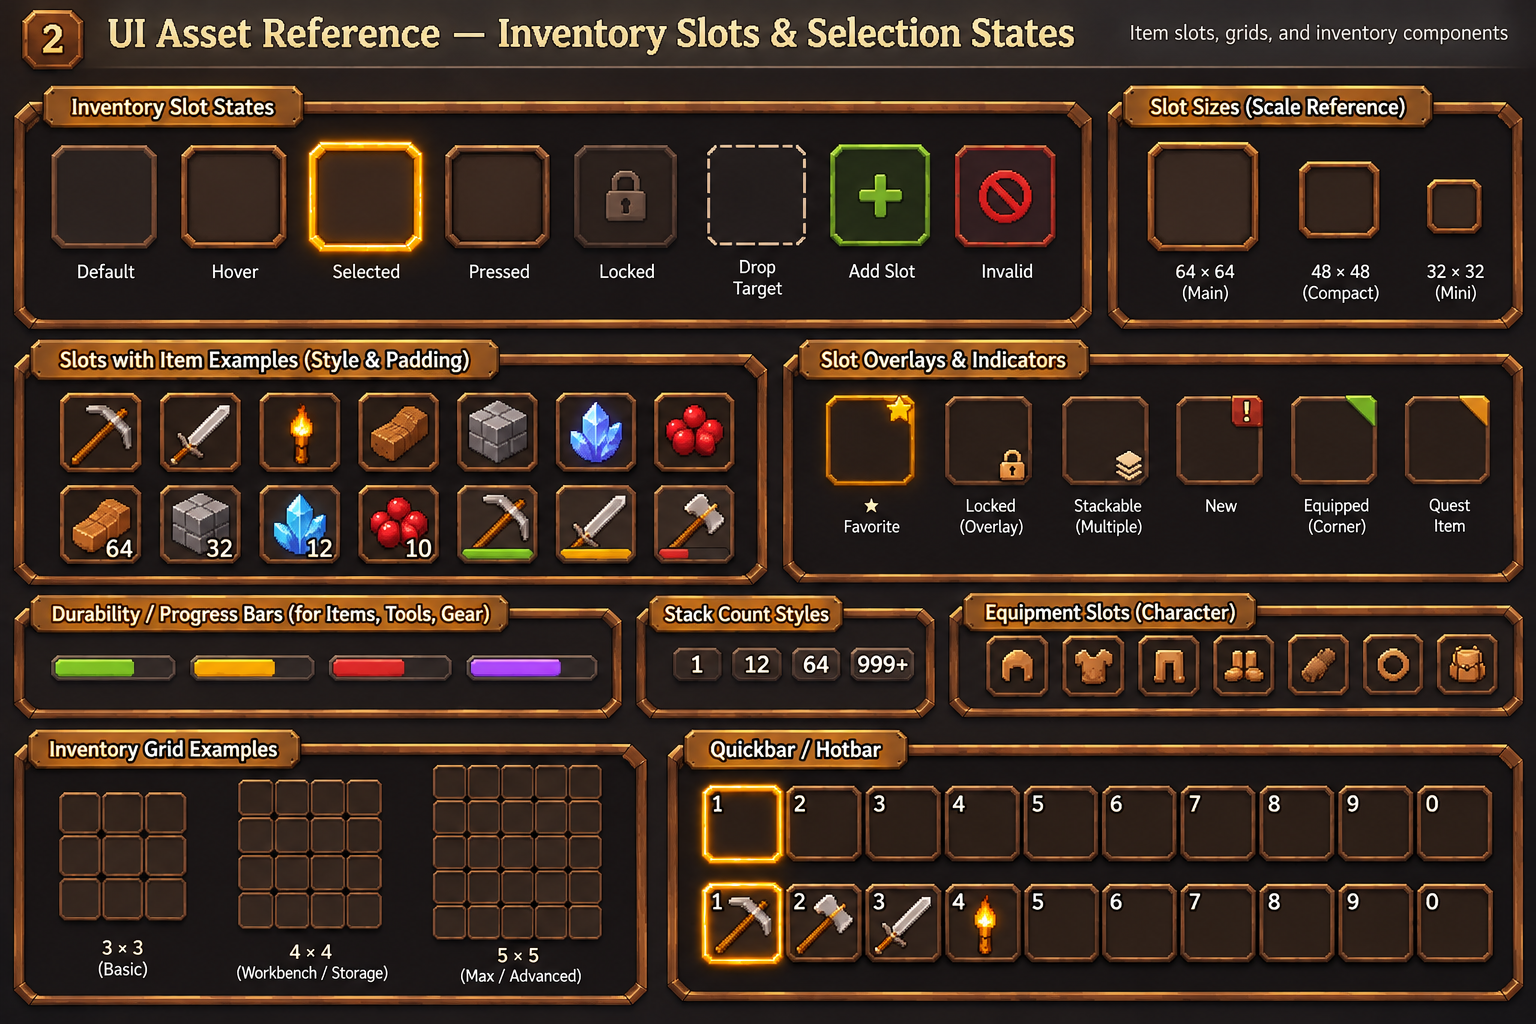 2
UI Asset Reference — Inventory Slots & Selection States
Item slots, grids, and inventory components
Inventory Slot States
Default
Hover
Selected
Pressed
Locked
Drop
Target
Add Slot
Invalid
Slot Sizes (Scale Reference)
64 × 64
(Main)
48 × 48
(Compact)
32 × 32
(Mini)
Slots with Item Examples (Style & Padding)
64
32
12
10
Slot Overlays & Indicators
!
★
Favorite
Locked
(Overlay)
Stackable
(Multiple)
New
Equipped
(Corner)
Quest
Item
Durability / Progress Bars (for Items, Tools, Gear)
Stack Count Styles
1
12
64
999+
Equipment Slots (Character)
Inventory Grid Examples
3 × 3
(Basic)
4 × 4
(Workbench / Storage)
5 × 5
(Max / Advanced)
Quickbar / Hotbar
1 2 3 4 5 6 7 8 9 0
1 2 3 4 5 6 7 8 9 0